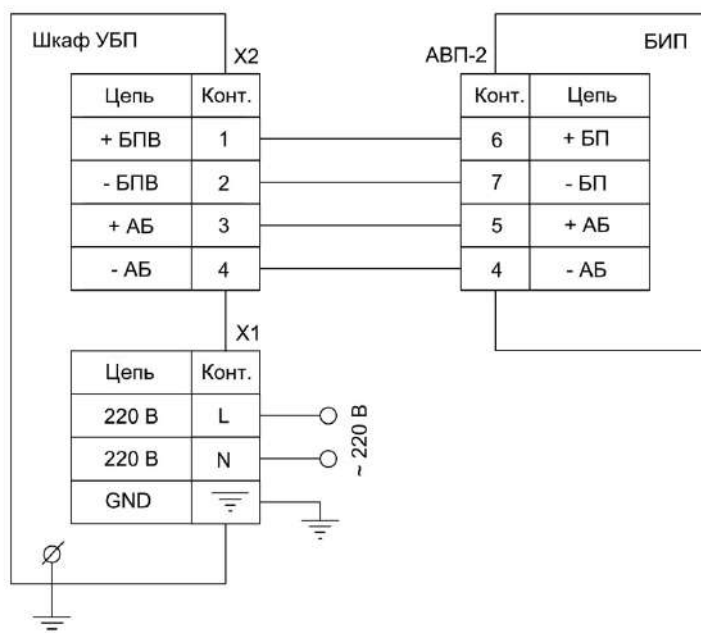 Шкаф УБП
X2
Цепь Конт.
+ БПВ 1
- БПВ 2
+ АБ 3
- АБ 4
АВП-2
БИП
Конт. Цепь
6 + БП
7 - БП
5 + АБ
4 - АБ
X1
Цепь Конт.
220 В L
220 В N
GND
~ 220 В